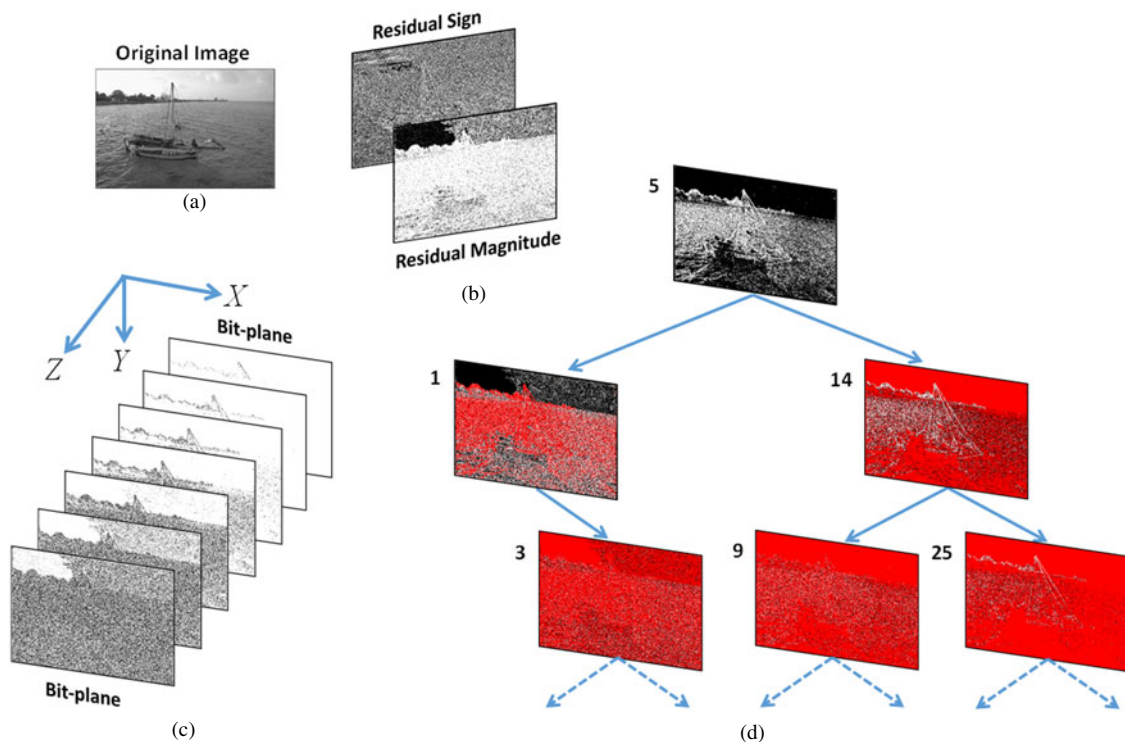 Original Image
(a)
Residual Sign
Residual Magnitude
(b)
X
Y
Z
Bit-plane
Bit-plane
(c)
5
1
14
3
9
25
(d)